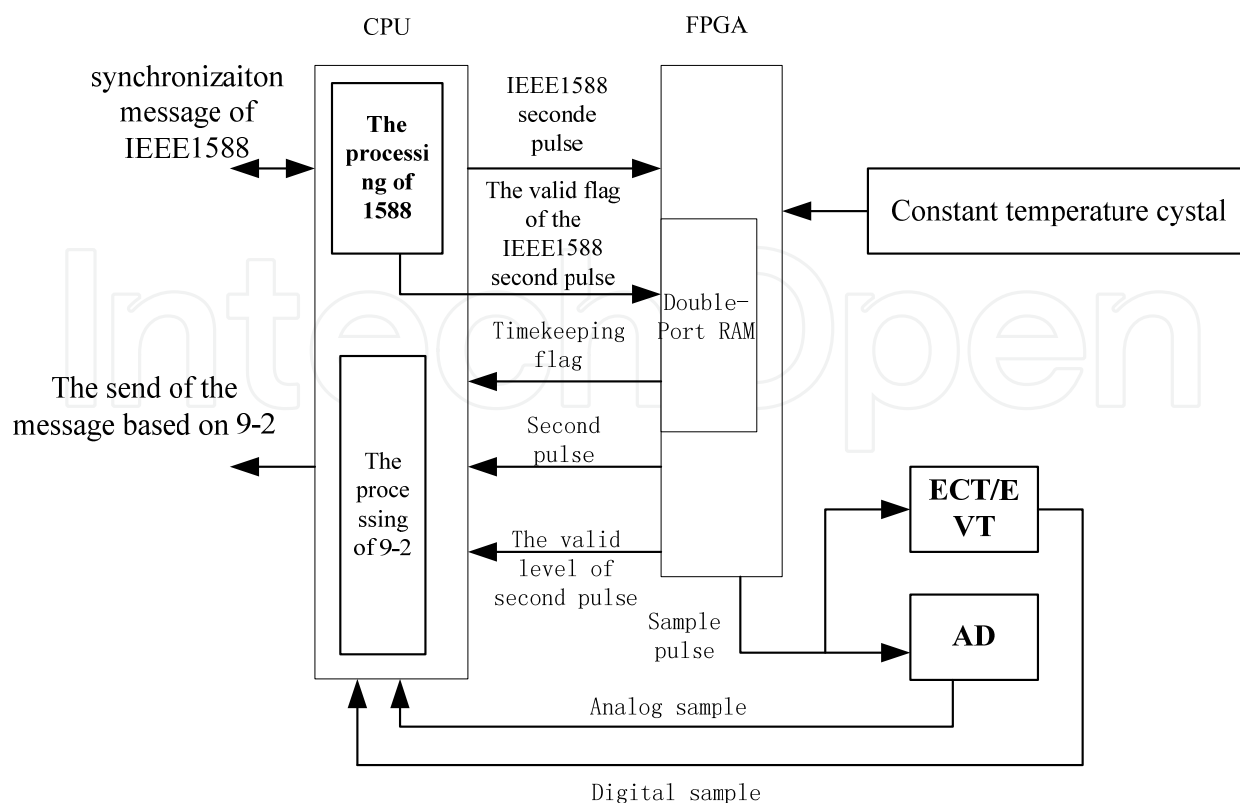 CPU
FPGA
synchronizaiton
message of
IEEE1588
The
processi
ng of
1588
IEEE1588
seconde
pulse
The valid flag
of the
IEEE1588
second pulse
Constant temperature cystal
Double-
Port RAM
Timekeeping
flag
The send of the
message based on 9-2
The
proce
ssing
of 9-2
Second
pulse
The valid
level of
second pulse
ECT/E
VT
Sample
pulse
AD
Analog sample
Digital sample
IntechOpen